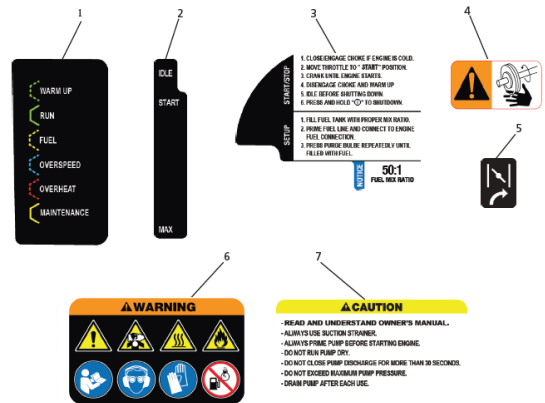 1
2
3
4
5
6
7
WARM UP
RUN
FUEL
OVERSPEED
OVERHEAT
MAINTENANCE
IDLE
START
MAX
START/STOP
1. CLOSE/ENGAGE CHOKE IF ENGINE IS COLD.
2. MOVE THROTTLE TO " START" POSITION.
3. CRANK UNTIL ENGINE STARTS.
4. DISENGAGE CHOKE AND WARM UP
5. IDLE BEFORE SHUTTING DOWN.
6. PRESS AND HOLD "⏼" TO SHUTDOWN.
SETUP
1. FILL FUEL TANK WITH PROPER MIX RATIO.
2. PRIME FUEL LINE AND CONNECT TO ENGINE
FUEL CONNECTION.
3. PRESS PURGE BULBE REPEATEDLY UNTIL
FILLED WITH FUEL.
NOTICE
50:1
FUEL MIX RATIO
WARNING
CAUTION
- READ AND UNDERSTAND OWNER'S MANUAL.
- ALWAYS USE SUCTION STRAINER.
- ALWAYS PRIME PUMP BEFORE STARTING ENGINE.
- DO NOT RUN PUMP DRY.
- DO NOT CLOSE PUMP DISCHARGE FOR MORE THAN 30 SECONDS.
- DO NOT EXCEED MAXIMUM PUMP PRESSURE.
- DRAIN PUMP AFTER EACH USE.